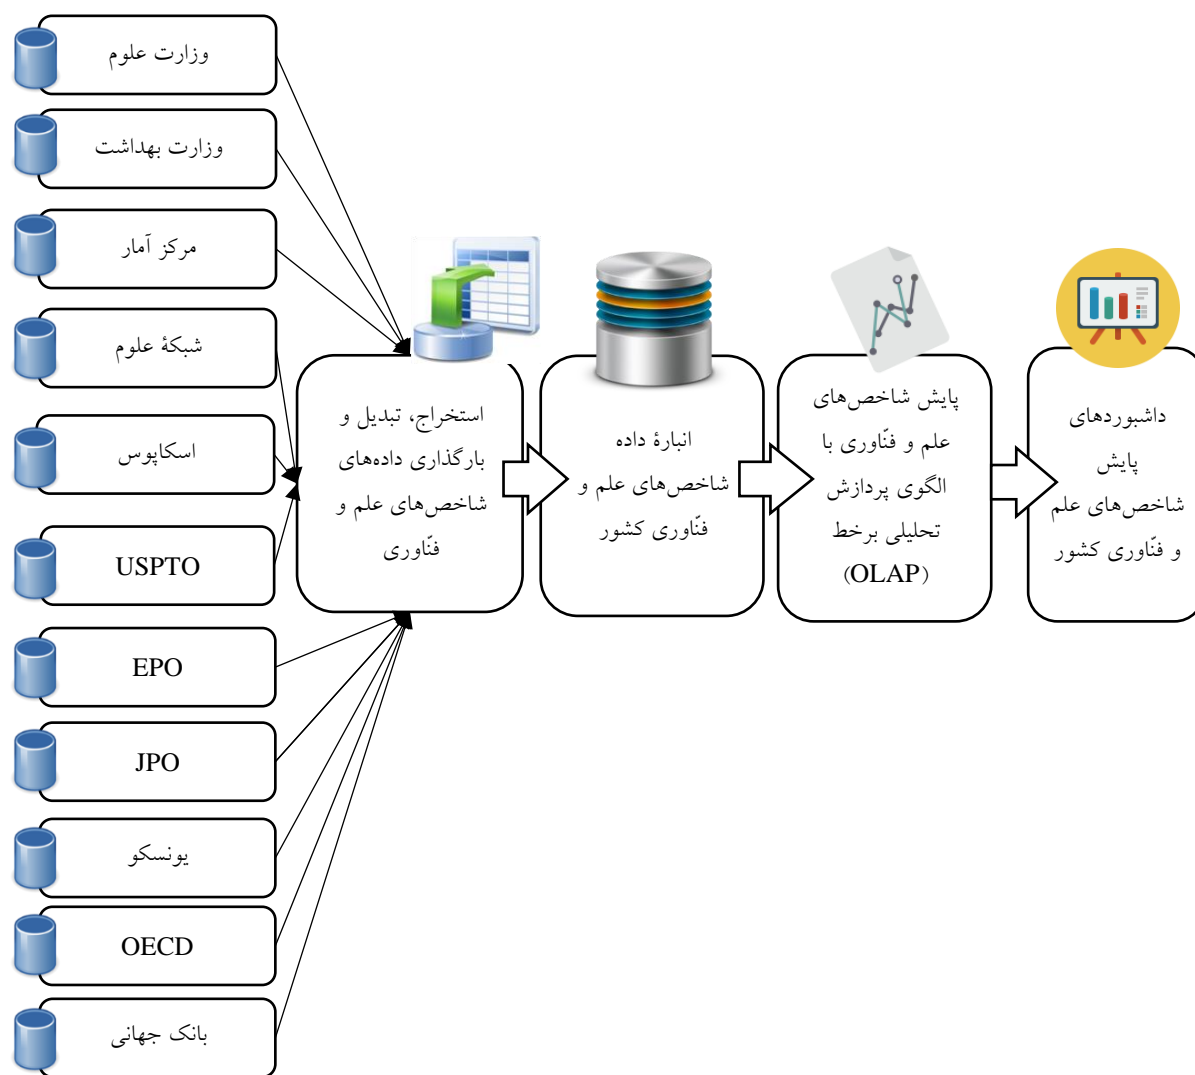 وزارت علوم
وزارت بهداشت
مرکز آمار
شبکهٔ علوم
اسکاپوس
USPTO
EPO
JPO
یونسکو
OECD
بانک جهانی
استخراج، تبدیل و
بارگذاری داده‌های
شاخص‌های علم و
فنّاوری
انبارهٔ داده
شاخص‌های علم و
فنّاوری کشور
پایش شاخص‌های
علم و فنّاوری با
الگوی پردازش
تحلیلی برخط
(OLAP)
داشبوردهای
پایش
شاخص‌های علم
و فنّاوری کشور